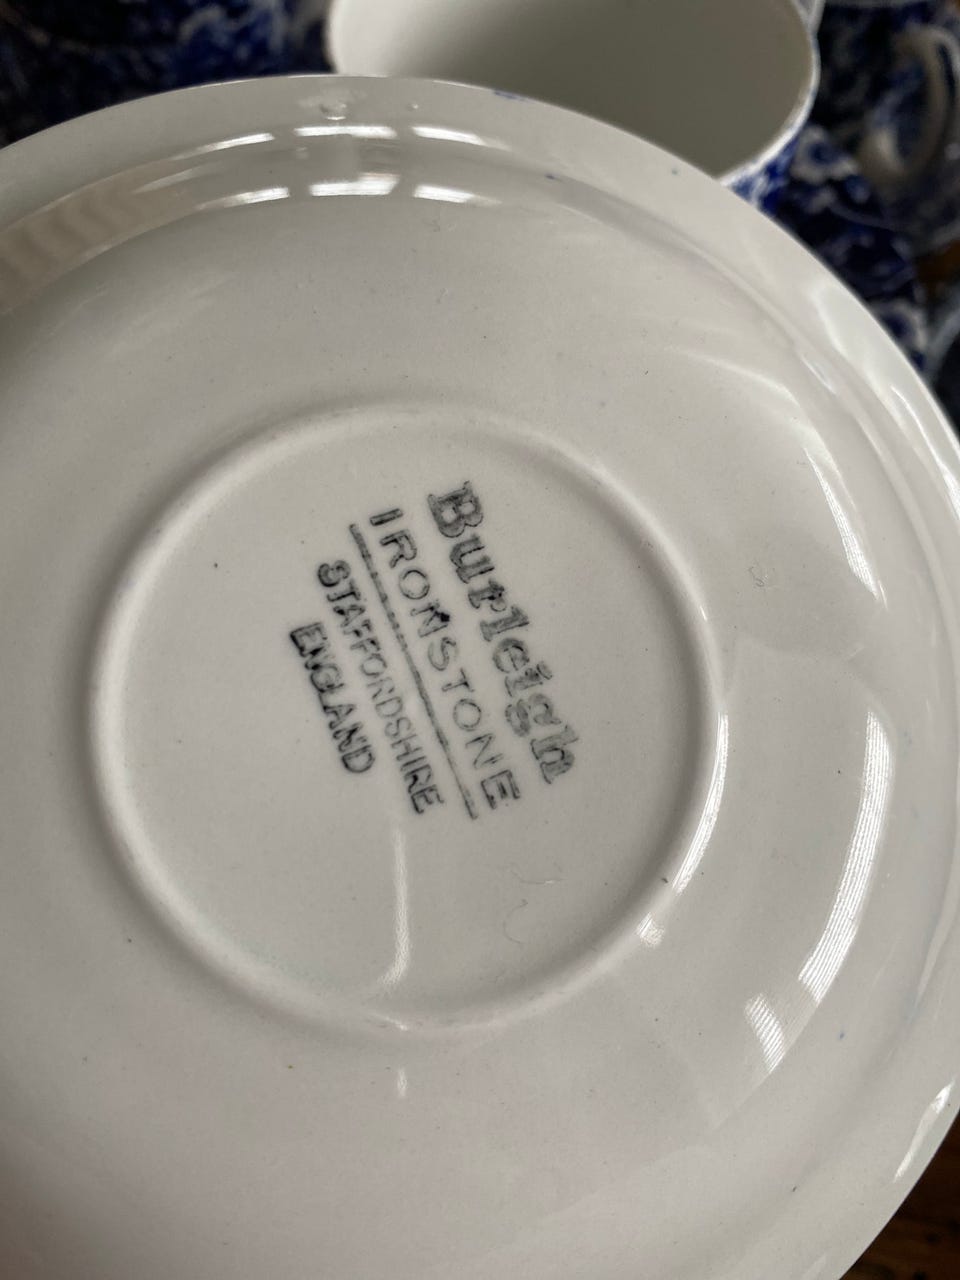 Burleigh
IRONSTONE
STAFFORDSHIRE
ENGLAND